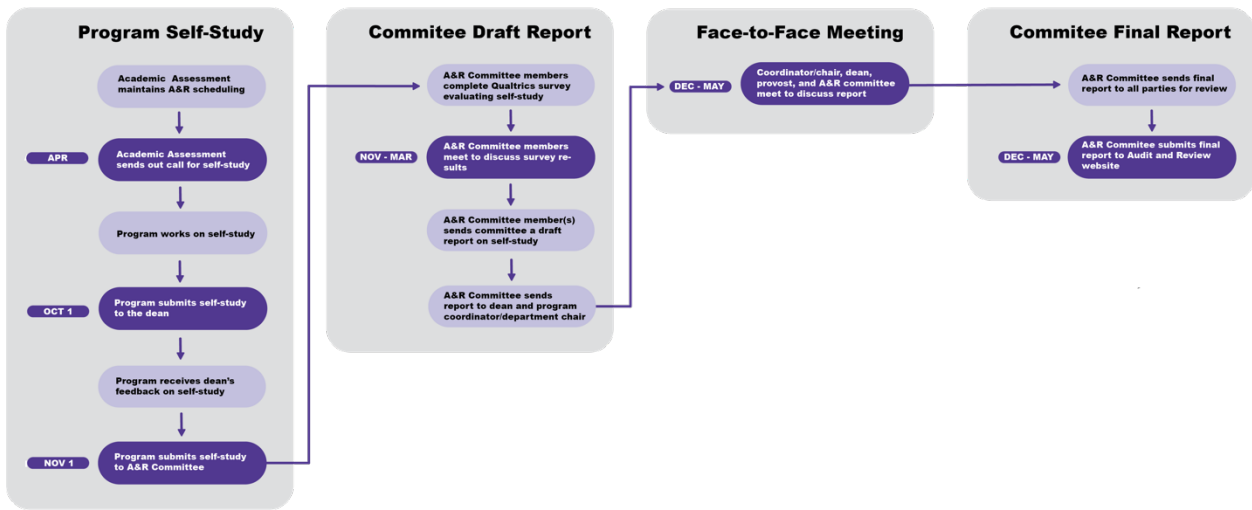 Program Self-Study
Academic Assessment
maintains A&R scheduling
APR
Academic Assessment
sends out call for self-study
Program works on self-study
OCT 1
Program submits self-study
to the dean
Program receives dean's
feedback on self-study
NOV 1
Program submits self-study
to A&R Committee
Commitee Draft Report
A&R Committee members
complete Qualtrics survey
evaluating self-study
NOV - MAR
A&R Committee members
meet to discuss survey re-
sults
A&R Committee member(s)
sends committee a draft
report on self-study
A&R Committee sends
report to dean and program
coordinator/department chair
Face-to-Face Meeting
DEC - MAY
Coordinator/chair, dean,
provost, and A&R committee
meet to discuss report
Commitee Final Report
A&R Committee sends final
report to all parties for review
DEC - MAY
A&R Commitee submits final
report to Audit and Review
website